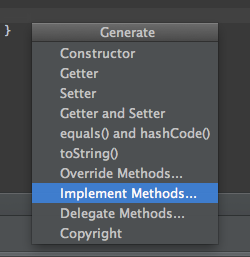 }
Generate
Constructor
Getter
Setter
Getter and Setter
equals() and hashCode()
toString()
Override Methods...
Implement Methods...
Delegate Methods...
Copyright